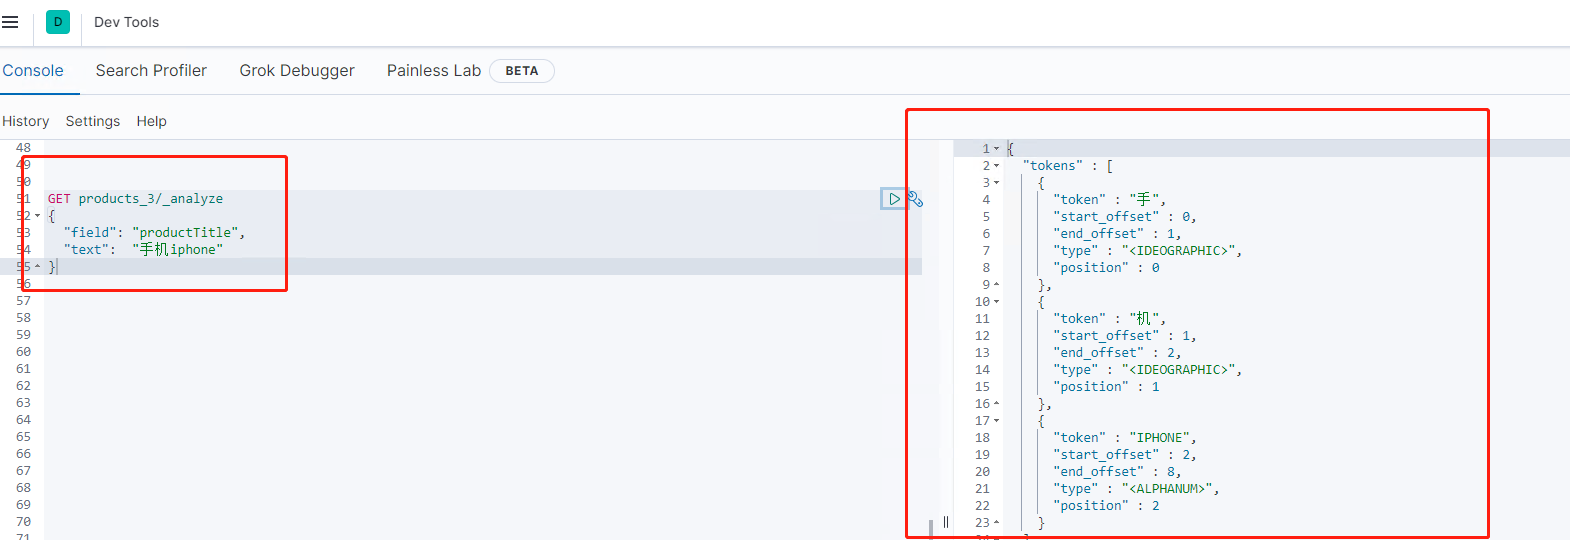 D Dev Tools
Console Search Profiler Grok Debugger Painless Lab BETA
History Settings Help
48
49
50
51 GET products_3/_analyze
52 {
53 "field": "productTitle",
54 "text": "手机iphone"
55 }
56
57
58
59
60
61
62
63
64
65
66
67
68
69
70
71
1 {
2 "tokens" : [
3 {
4 "token" : "手",
5 "start_offset" : 0,
6 "end_offset" : 1,
7 "type" : "<IDEOGRAPHIC>",
8 "position" : 0
9 },
10 {
11 "token" : "机",
12 "start_offset" : 1,
13 "end_offset" : 2,
14 "type" : "<IDEOGRAPHIC>",
15 "position" : 1
16 },
17 {
18 "token" : "IPHONE",
19 "start_offset" : 2,
20 "end_offset" : 8,
21 "type" : "<ALPHANUM>",
22 "position" : 2
23 }